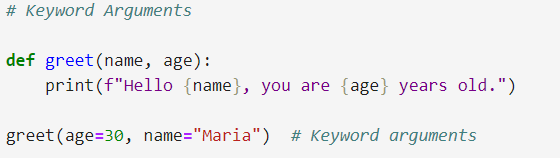 # Keyword Arguments
def greet(name, age):
    print(f"Hello {name}, you are {age} years old.")
greet(age=30, name="Maria")  # Keyword arguments